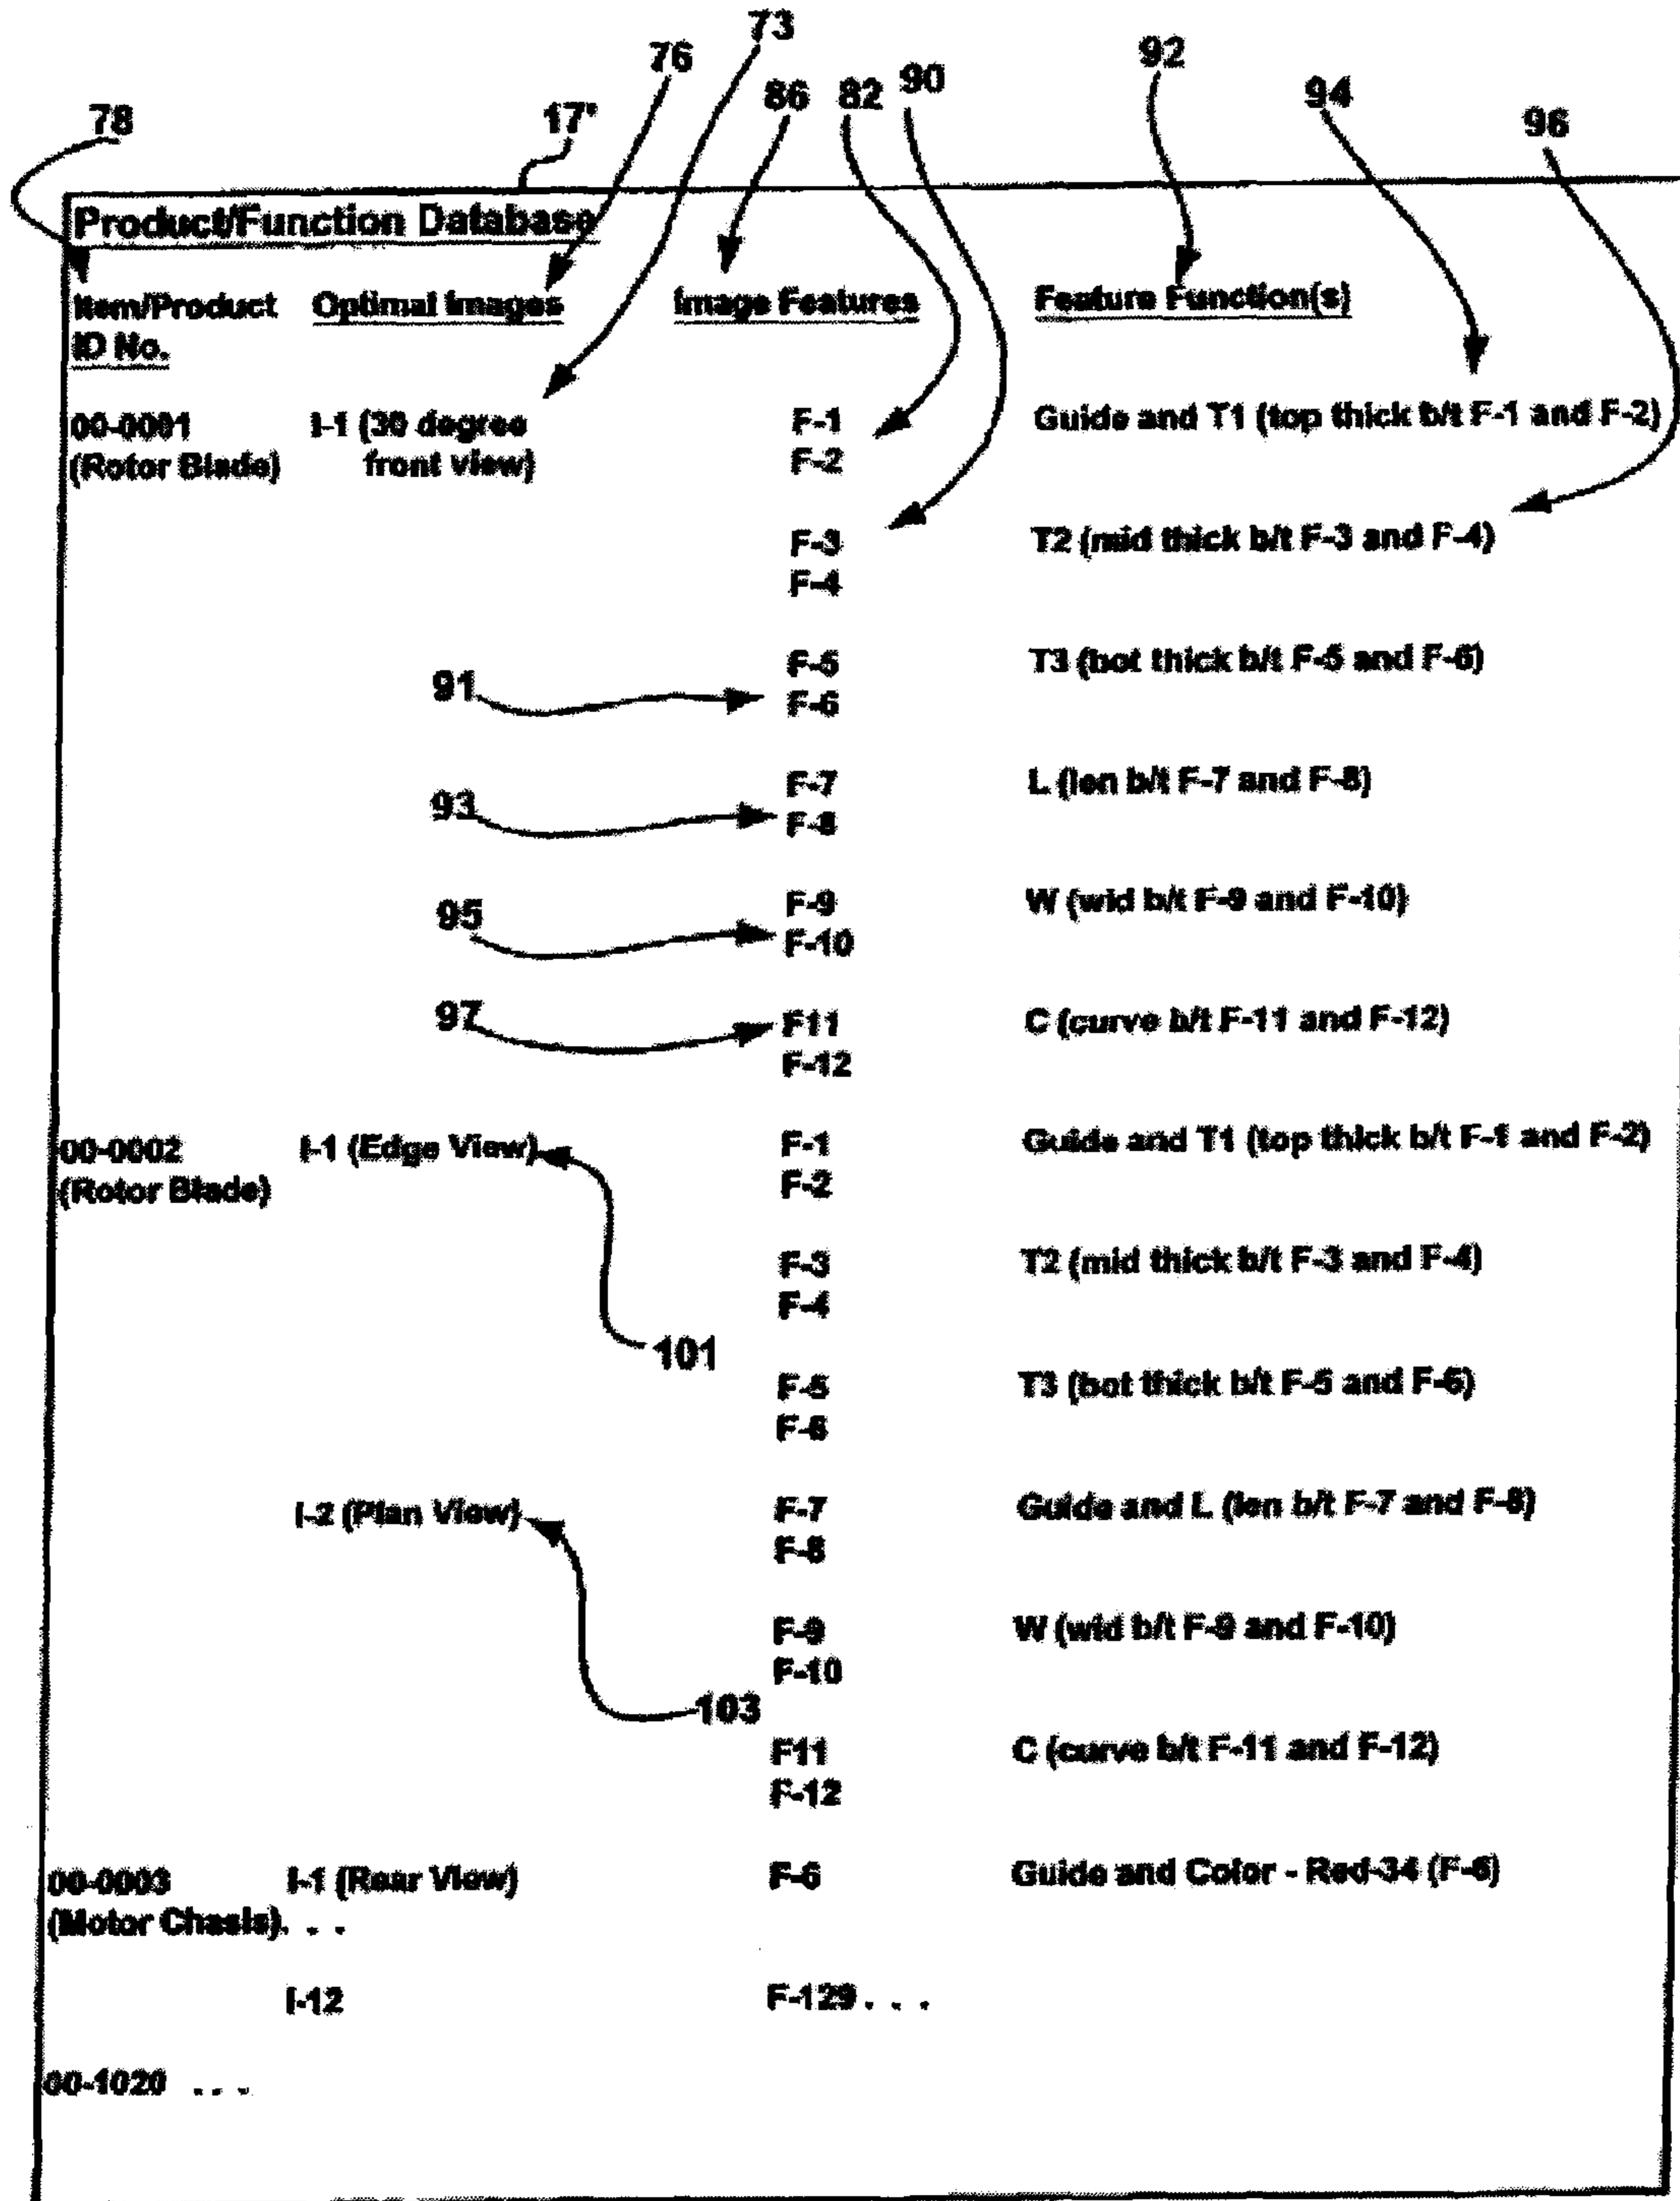 73
76
92
86 82 90
94
78
17'
96
Product/Function Database
Item/Product ID No. Optimal Images Image Features Feature Function(s)
00-0001 I-1 (30 degree F-1 Guide and T1 (top thick b/t F-1 and F-2)
(Rotor Blade) front view) F-2
F-3 T2 (mid thick b/t F-3 and F-4)
F-4
F-5 T3 (bot thick b/t F-5 and F-6)
91 F-6
F-7 L (len b/t F-7 and F-8)
93 F-8
F-9 W (wid b/t F-9 and F-10)
95 F-10
97 F11 C (curve b/t F-11 and F-12)
F-12
00-0002 I-1 (Edge View) F-1 Guide and T1 (top thick b/t F-1 and F-2)
(Rotor Blade) F-2
F-3 T2 (mid thick b/t F-3 and F-4)
F-4
101
F-5 T3 (bot thick b/t F-5 and F-6)
F-6
I-2 (Plan View) F-7 Guide and L (len b/t F-7 and F-8)
F-8
F-9 W (wid b/t F-9 and F-10)
F-10
103
F11 C (curve b/t F-11 and F-12)
F-12
00-0003 I-1 (Rear View) F-6 Guide and Color - Red-34 (F-6)
(Motor Chasis). . .
I-12 F-129 . . .
00-1020 . . .